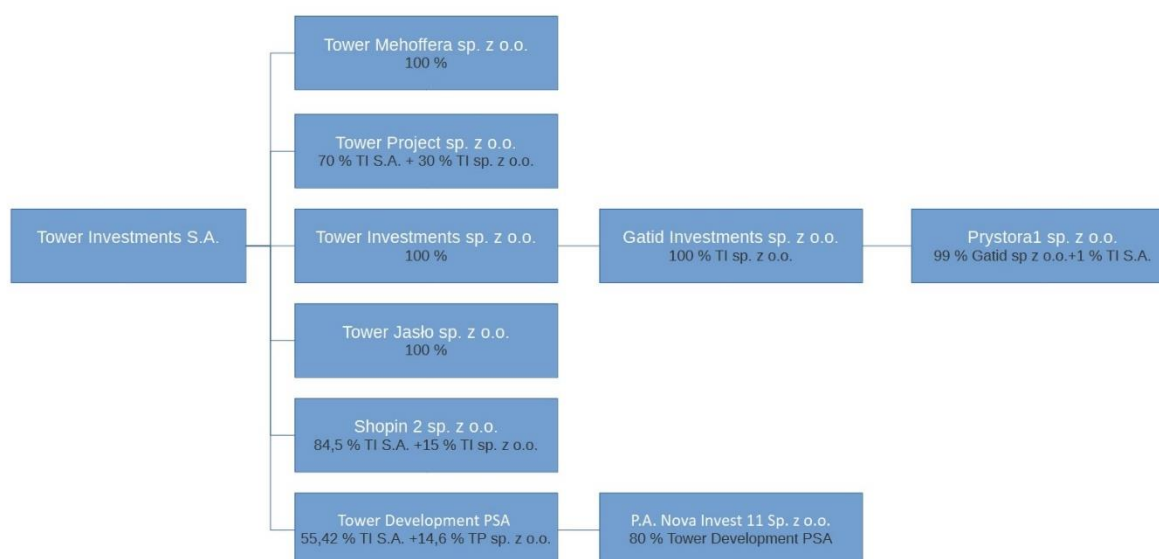 Tower Mehoffera sp. z o.o.
100 %
Tower Project sp. z o.o.
70 % TI S.A. + 30 % TI sp. z o.o.
Tower Investments S.A.
Tower Investments sp. z o.o.
100 %
Gatid Investments sp. z o.o.
100 % TI sp. z o.o.
Prystora1 sp. z o.o.
99 % Gatid sp z o.o.+1 % TI S.A.
Tower Jasło sp. z o.o.
100 %
Shopin 2 sp. z o.o.
84,5 % TI S.A. +15 % TI sp. z o.o.
Tower Development PSA
55,42 % TI S.A. +14,6 % TP sp. z o.o.
P.A. Nova Invest 11 Sp. z o.o.
80 % Tower Development PSA